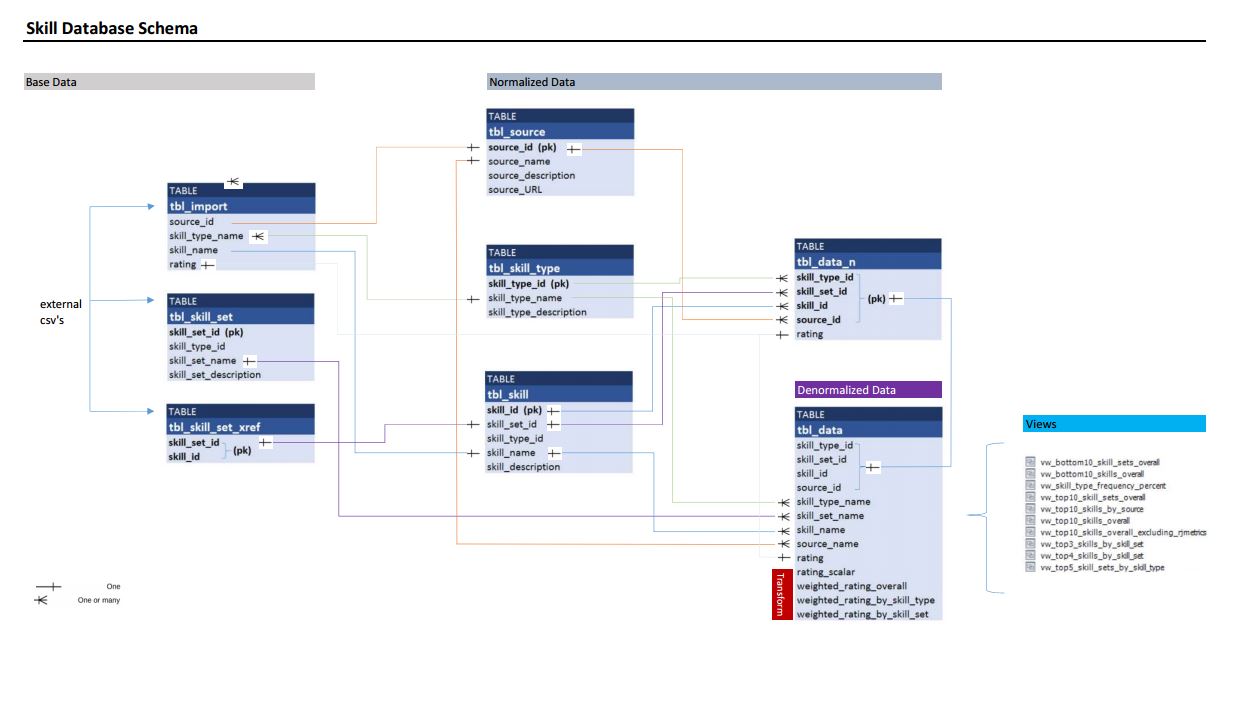 Skill Database Schema
Base Data
Normalized Data
TABLE
tbl_source
source_id (pk)
source_name
source_description
source_URL
TABLE
tbl_import
source_id
skill_type_name
skill_name
rating
TABLE
tbl_skill_type
skill_type_id (pk)
skill_type_name
skill_type_description
TABLE
tbl_data_n
skill_type_id
skill_set_id
skill_id
source_id
(pk)
rating
external
csv's
TABLE
tbl_skill_set
skill_set_id (pk)
skill_type_id
skill_set_name
skill_set_description
TABLE
tbl_skill
skill_id (pk)
skill_set_id
skill_type_id
skill_name
skill_description
TABLE
tbl_skill_set_xref
skill_set_id
skill_id
(pk)
Denormalized Data
TABLE
tbl_data
skill_type_id
skill_set_id
skill_id
source_id
skill_type_name
skill_set_name
skill_name
source_name
rating
Transform
rating_scalar
weighted_rating_overall
weighted_rating_by_skill_type
weighted_rating_by_skill_set
Views
vw_bottom10_skill_sets_overall
vw_bottom10_skills_overall
vw_skill_type_frequency_percent
vw_top10_skill_sets_overall
vw_top10_skills_by_source
vw_top10_skills_overall
vw_top10_skills_overall_excluding_rjmetrics
vw_top3_skills_by_skill_set
vw_top4_skills_by_skill_set
vw_top5_skill_sets_by_skill_type
One
One or many